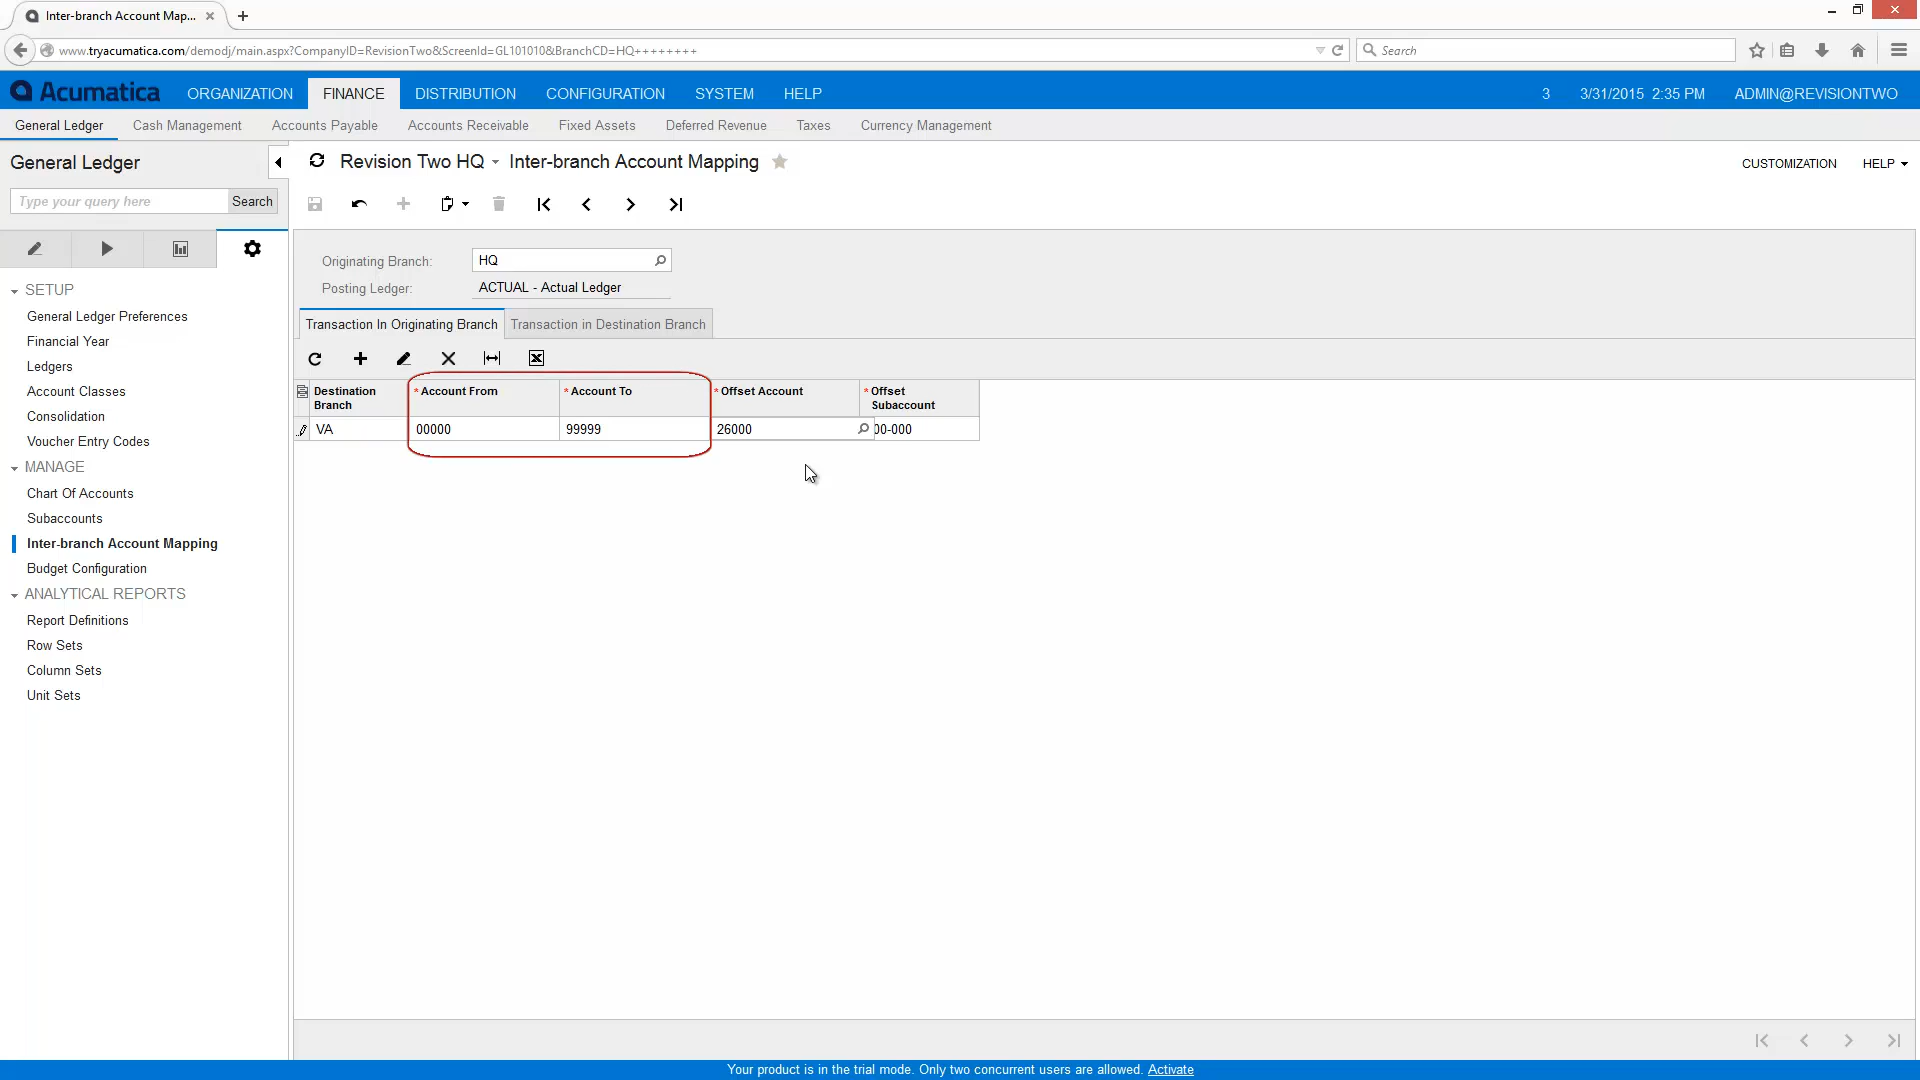 Inter-branch Account Map...
www.tryacumatica.com/demodj/main.aspx?CompanyID=RevisionTwo&ScreenId=GL101010&BranchCD=HQ++++++++
Search
Acumatica
ORGANIZATION FINANCE DISTRIBUTION CONFIGURATION SYSTEM HELP
3 3/31/2015 2:35 PM ADMIN@REVISIONTWO
General Ledger Cash Management Accounts Payable Accounts Receivable Fixed Assets Deferred Revenue Taxes Currency Management
General Ledger
Type your query here Search
SETUP
General Ledger Preferences
Financial Year
Ledgers
Account Classes
Consolidation
Voucher Entry Codes
MANAGE
Chart Of Accounts
Subaccounts
Inter-branch Account Mapping
Budget Configuration
ANALYTICAL REPORTS
Report Definitions
Row Sets
Column Sets
Unit Sets
Revision Two HQ Inter-branch Account Mapping
CUSTOMIZATION HELP
Originating Branch: HQ
Posting Ledger: ACTUAL - Actual Ledger
Transaction In Originating Branch Transaction in Destination Branch
Destination Branch * Account From * Account To * Offset Account * Offset Subaccount
VA 00000 99999 26000 00-000
Your product is in the trial mode. Only two concurrent users are allowed. Activate